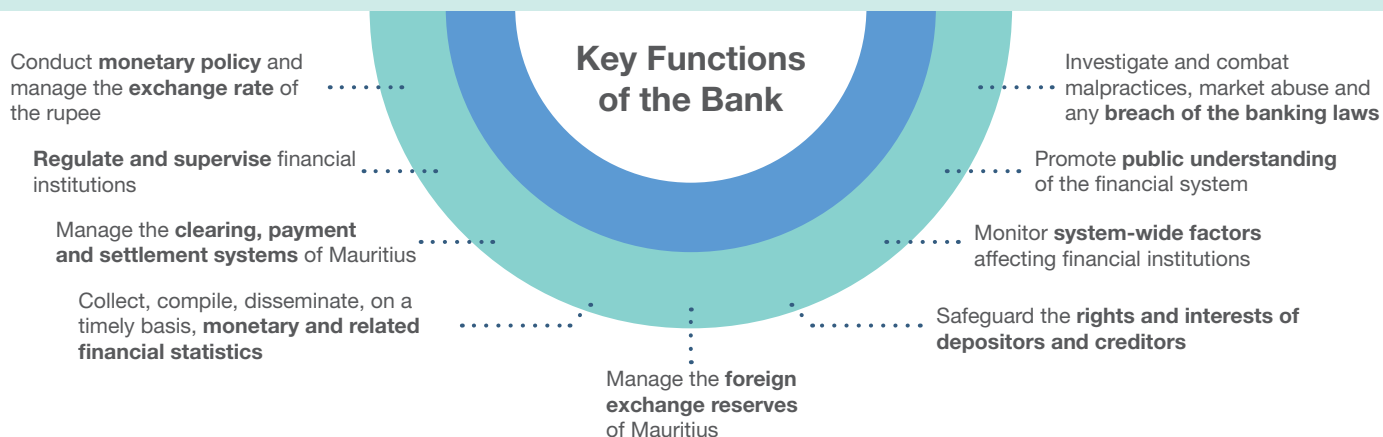 Key Functions
of the Bank
Conduct monetary policy and
manage the exchange rate of
the rupee
Regulate and supervise financial
institutions
Manage the clearing, payment
and settlement systems of Mauritius
Collect, compile, disseminate, on a
timely basis, monetary and related
financial statistics
Manage the foreign
exchange reserves
of Mauritius
Safeguard the rights and interests of
depositors and creditors
Monitor system-wide factors
affecting financial institutions
Promote public understanding
of the financial system
Investigate and combat
malpractices, market abuse and
any breach of the banking laws